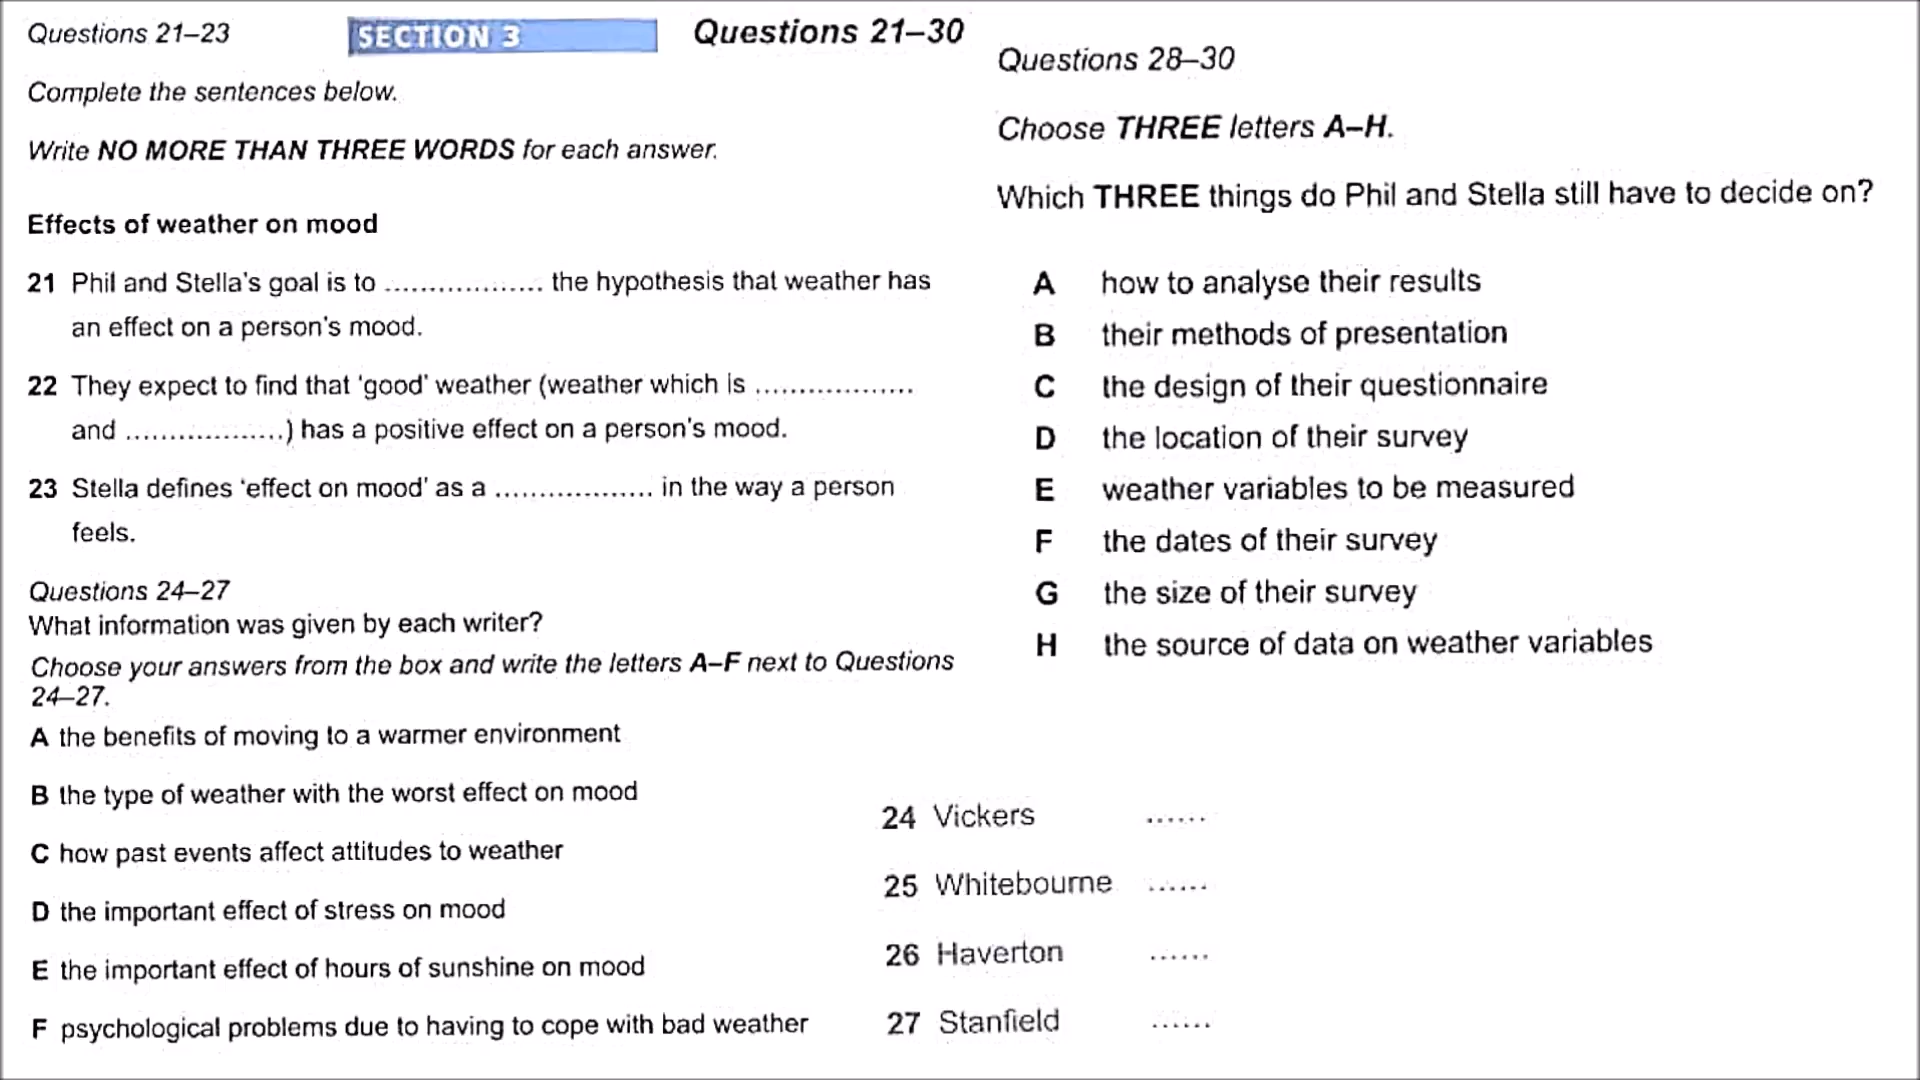 Questions 21–23
SECTION 3
Questions 21–30
Complete the sentences below.
Write NO MORE THAN THREE WORDS for each answer.
Effects of weather on mood
21 Phil and Stella's goal is to .................. the hypothesis that weather has
an effect on a person's mood.
22 They expect to find that 'good' weather (weather which is ..................
and ..................) has a positive effect on a person's mood.
23 Stella defines 'effect on mood' as a .................. in the way a person
feels.
Questions 24–27
What information was given by each writer?
Choose your answers from the box and write the letters A–F next to Questions
24–27.
A the benefits of moving to a warmer environment
B the type of weather with the worst effect on mood
C how past events affect attitudes to weather
D the important effect of stress on mood
E the important effect of hours of sunshine on mood
F psychological problems due to having to cope with bad weather
24 Vickers ......
25 Whitebourne ......
26 Haverton ......
27 Stanfield ......
Questions 28–30
Choose THREE letters A–H.
Which THREE things do Phil and Stella still have to decide on?
A how to analyse their results
B their methods of presentation
C the design of their questionnaire
D the location of their survey
E weather variables to be measured
F the dates of their survey
G the size of their survey
H the source of data on weather variables